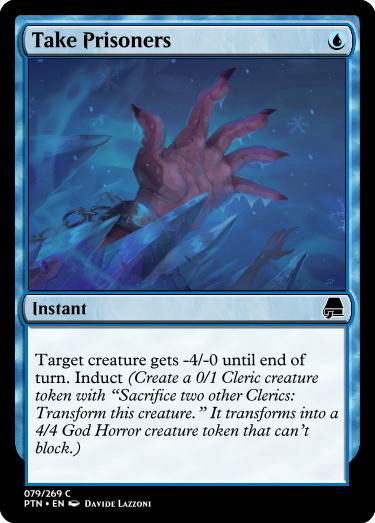 Take Prisoners
Instant
Target creature gets -4/-0 until end of
turn. Induct (Create a 0/1 Cleric creature
token with “Sacrifice two other Clerics:
Transform this creature.” It transforms into a
4/4 God Horror creature token that can’t
block.)
079/269 C
PTN • EN Davide Lazzoni